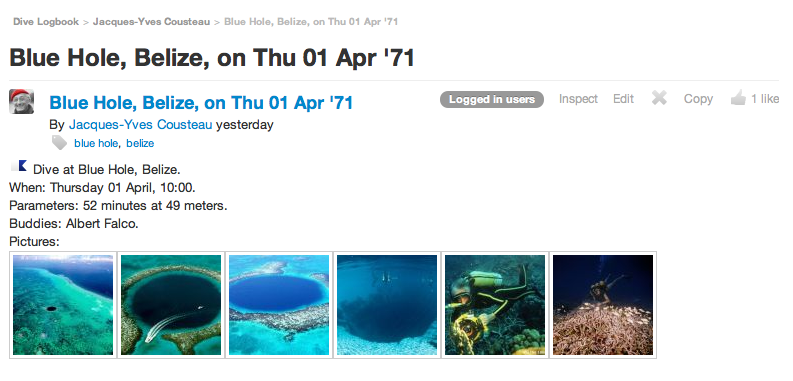 Dive Logbook > Jacques-Yves Cousteau > Blue Hole, Belize, on Thu 01 Apr '71
Blue Hole, Belize, on Thu 01 Apr '71
Blue Hole, Belize, on Thu 01 Apr '71
Logged in users Inspect Edit Copy 1 like
By Jacques-Yves Cousteau yesterday
blue hole, belize
Dive at Blue Hole, Belize.
When: Thursday 01 April, 10:00.
Parameters: 52 minutes at 49 meters.
Buddies: Albert Falco.
Pictures: